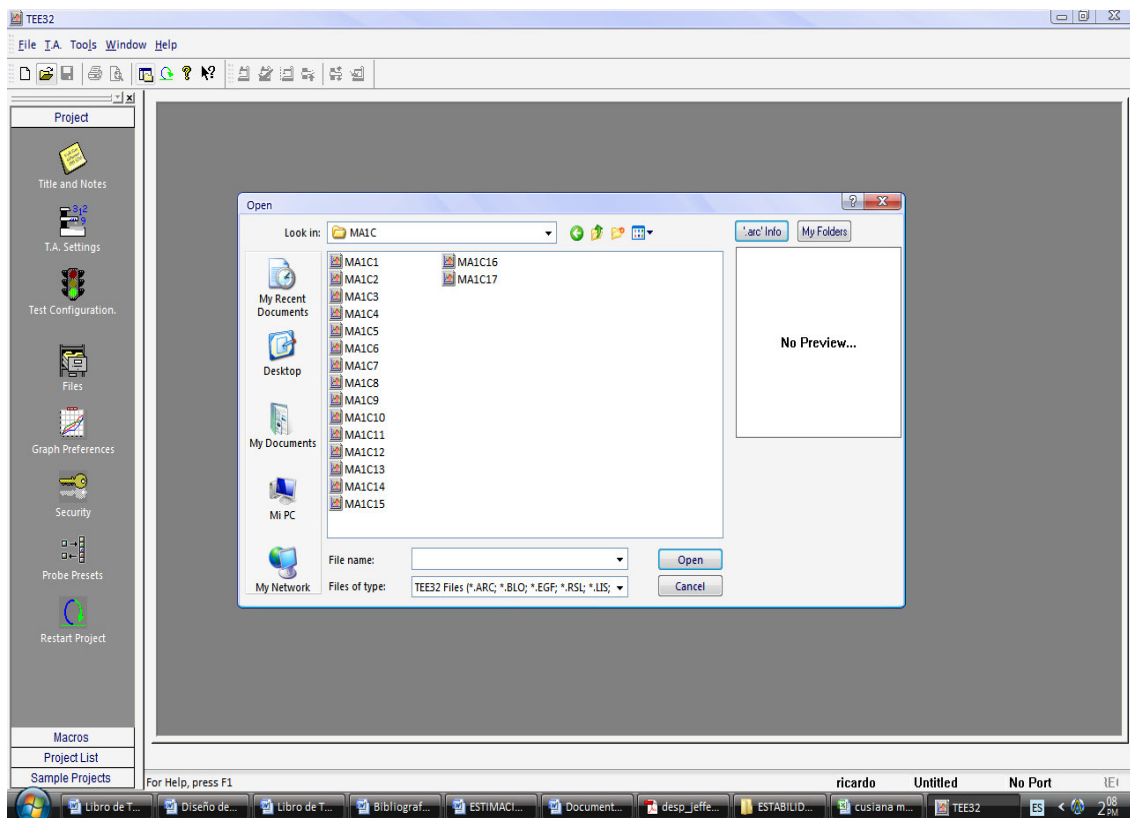 TEE32
File T.A. Tools Window Help
Project
Title and Notes
T.A. Settings
Test Configuration.
Files
Graph Preferences
Security
Probe Presets
Restart Project
Macros
Project List
Sample Projects
Open
Look in: MA1C
'.arc' Info My Folders
My Recent Documents
Desktop
My Documents
Mi PC
My Network
MA1C1
MA1C2
MA1C3
MA1C4
MA1C5
MA1C6
MA1C7
MA1C8
MA1C9
MA1C10
MA1C11
MA1C12
MA1C13
MA1C14
MA1C15
MA1C16
MA1C17
No Preview...
File name: Open
Files of type: TEE32 Files (*.ARC; *.BLO; *.EGF; *.RSL; *.LIS; Cancel
For Help, press F1 ricardo Untitled No Port
Libro de T... Diseño de... Libro de T... Bibliograf... ESTIMACI... Document... desp_jeffe... ESTABILID... cusiana m... TEE32 ES 2 08 PM